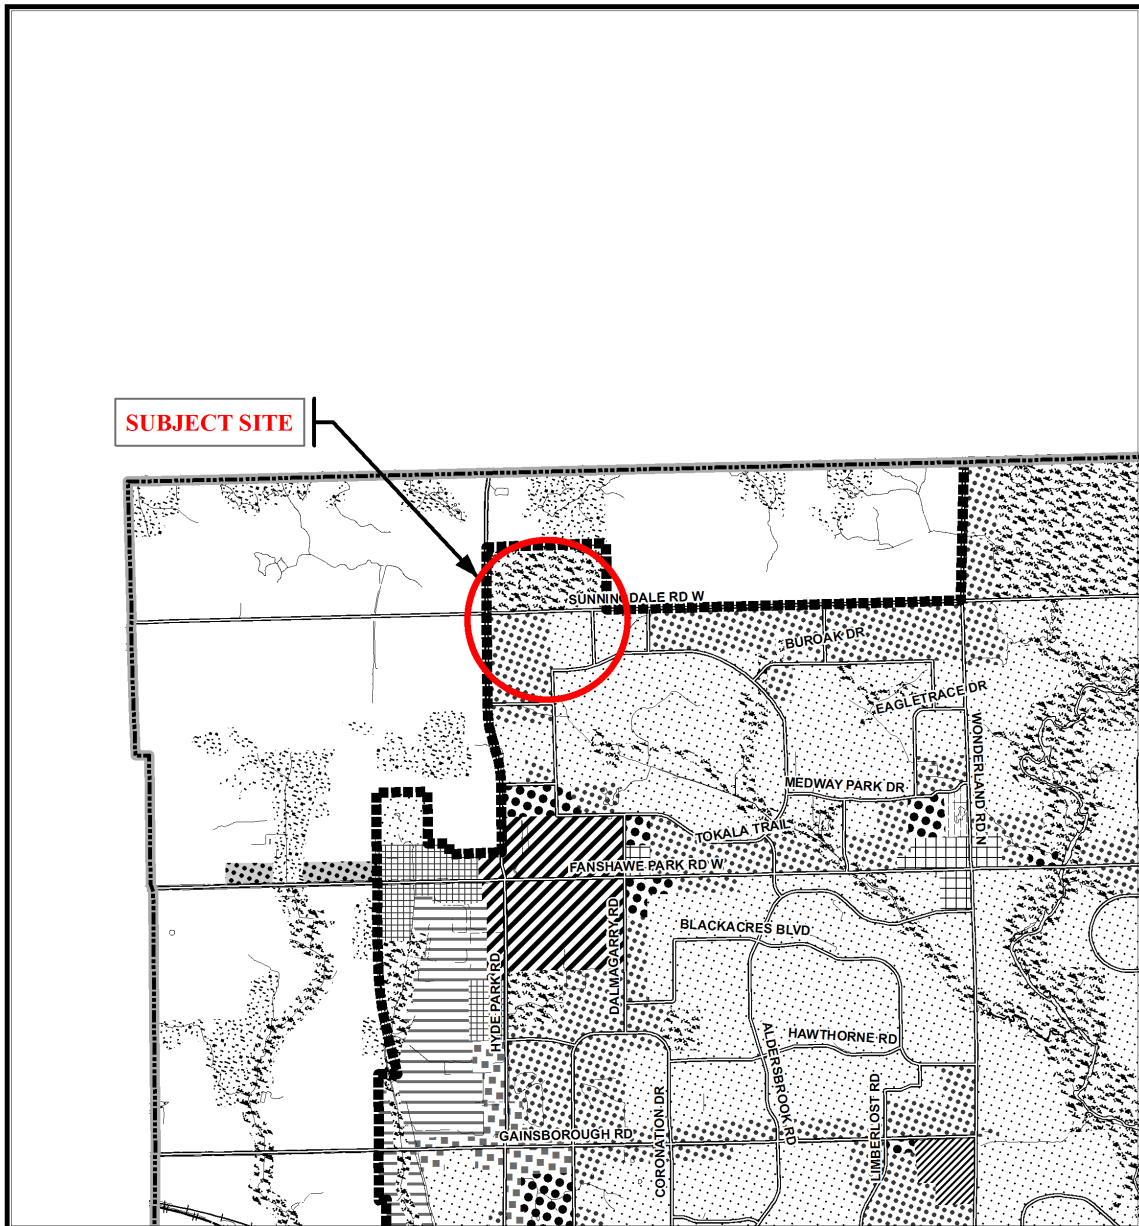 SUBJECT SITE
SUNNINGDALE RD W
BUROAK DR
EAGLETRACE DR
WONDERLAND RD N
MEDWAY PARK DR
TOKALA TRAIL
FANSHAWE PARK RD W
DALMAGARRY RD
BLACKACRES BLVD
HYDE PARK RD
ALDERSBROOK RD
HAWTHORNE RD
LIMBERLOST RD
CORONATION DR
GAINSBOROUGH RD